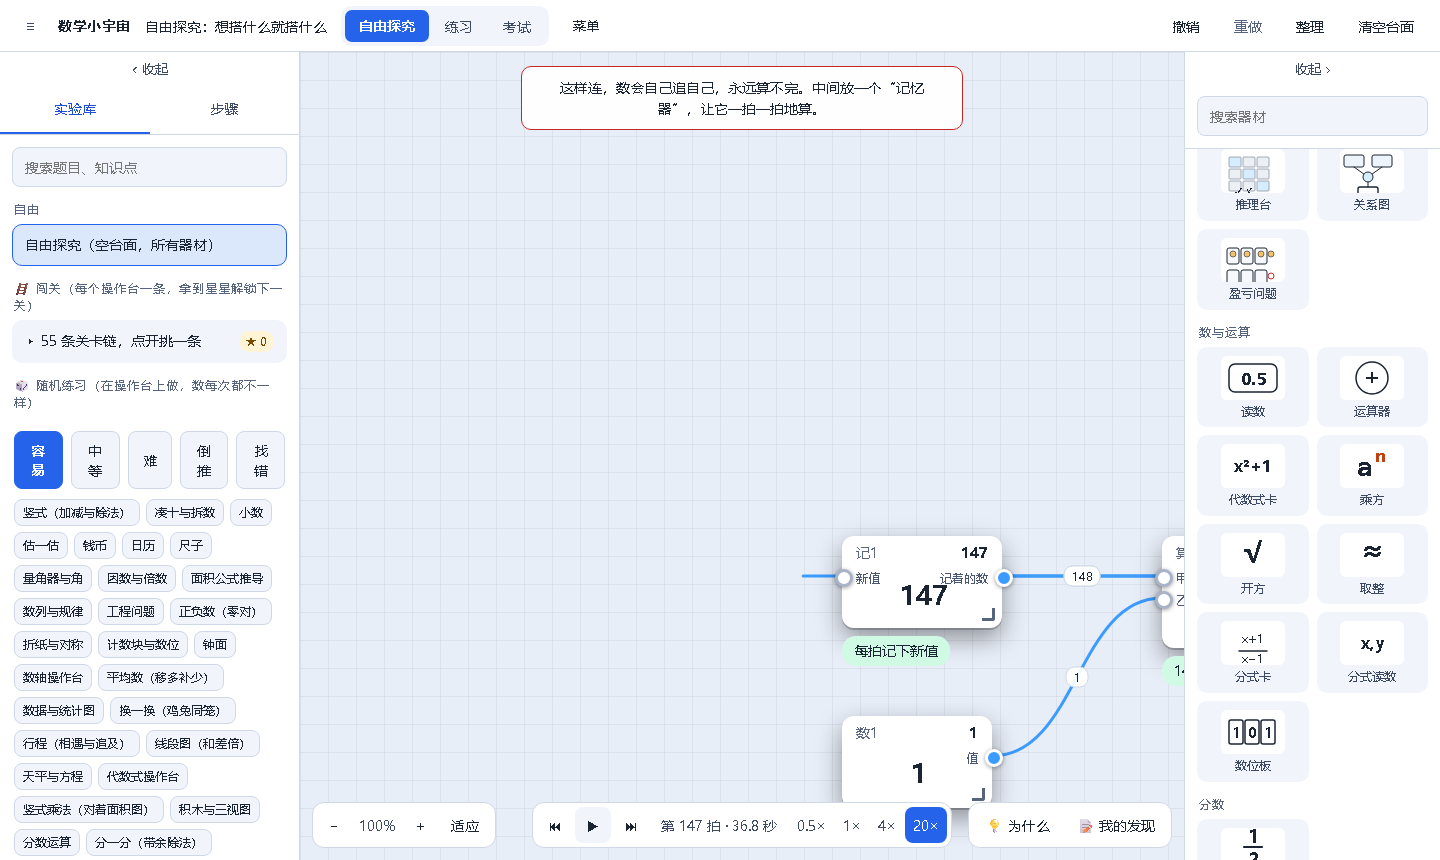 ≡ 数学小宇宙 自由探究：想搭什么就搭什么 自由探究 练习 考试 菜单 撤销 重做 整理 清空台面
‹ 收起
实验库 步骤
搜索题目、知识点
自由
自由探究（空台面，所有器材）
闯关（每个操作台一条，拿到星星解锁下一
关）
▸ 55 条关卡链，点开挑一条 ★ 0
随机练习（在操作台上做，数每次都不一
样）
容易 中等 难 倒推 找错
竖式（加减与除法） 凑十与拆数 小数
估一估 钱币 日历 尺子
量角器与角 因数与倍数 面积公式推导
数列与规律 工程问题 正负数（零对）
折纸与对称 计数块与数位 钟面
数轴操作台 平均数（移多补少）
数据与统计图 换一换（鸡兔同笼）
行程（相遇与追及） 线段图（和差倍）
天平与方程 代数式操作台
竖式乘法（对着面积图） 积木与三视图
分数运算 分一分（带余除法）
这样连，数会自己追自己，永远算不完。中间放一个“记忆
器”，让它一拍一拍地算。
记1 147
新值 记着的数
147
每拍记下新值
148
1
数1 1
值
1
甲
− 100% + 适应
⏮ ▶ ⏭ 第 147 拍 · 36.8 秒 0.5× 1× 4× 20×
为什么 我的发现
收起 ›
搜索器材
推理台 关系图
盈亏问题
数与运算
0.5 +
读数 运算器
x²+1 aⁿ
代数式卡 乘方
√ ≈
开方 取整
x+1
x−1 x,y
分式卡 分式读数
1 0 1
数位板
分数
1
2